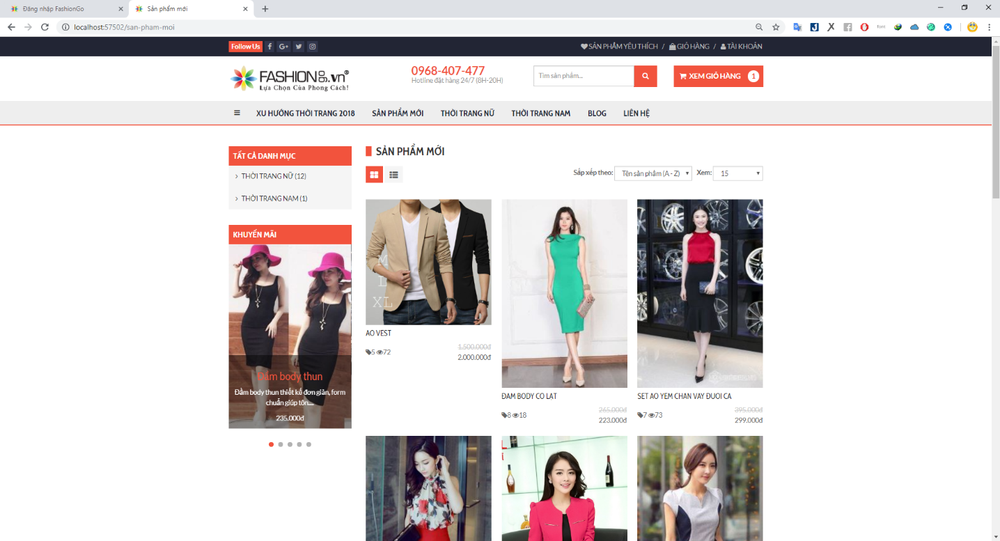 Đăng nhập FashionGo
Sản phẩm mới
localhost:57502/san-pham-moi
Follow Us
SẢN PHẨM YÊU THÍCH / GIỎ HÀNG / TÀI KHOẢN
FASHIONGO.vn®
Lựa Chọn Của Phong Cách!
0968-407-477
Hotline đặt hàng 24/7 (8H-20H)
Tìm sản phẩm...
XEM GIỎ HÀNG 1
XU HƯỚNG THỜI TRANG 2018 SẢN PHẨM MỚI THỜI TRANG NỮ THỜI TRANG NAM BLOG LIÊN HỆ
TẤT CẢ DANH MỤC
THỜI TRANG NỮ (12)
THỜI TRANG NAM (1)
KHUYẾN MÃI
Đầm body thun
Đầm body thun thiết kế đơn giản, form
chuẩn giúp tôn....
235.000đ
SẢN PHẨM MỚI
Sắp xếp theo: Tên sản phẩm (A - Z) Xem: 15
M
L
XL
AO VEST
5 72
1.500.000đ
2.000.000đ
ĐAM BODY CO LAT
8 18
265.000đ
223.000đ
SET AO YEM CHAN VAY ĐUOI CA
7 73
395.000đ
299.000đ